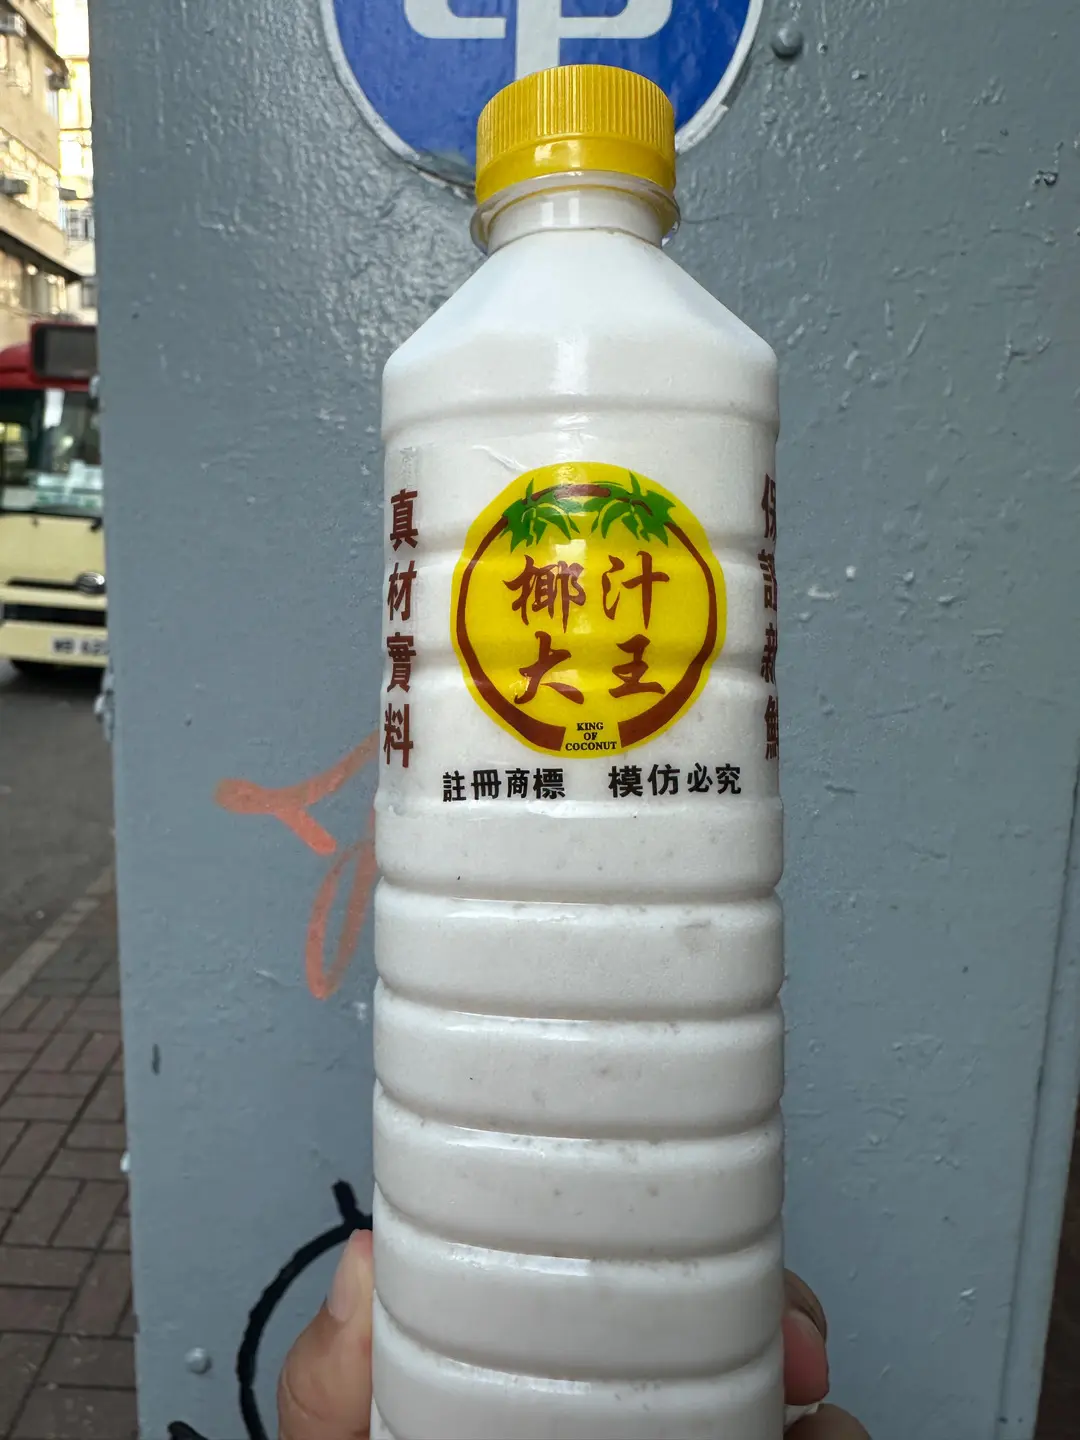 真材實料
椰汁
大王
KING
OF
COCONUT
註冊商標 模仿必究
保證新鮮